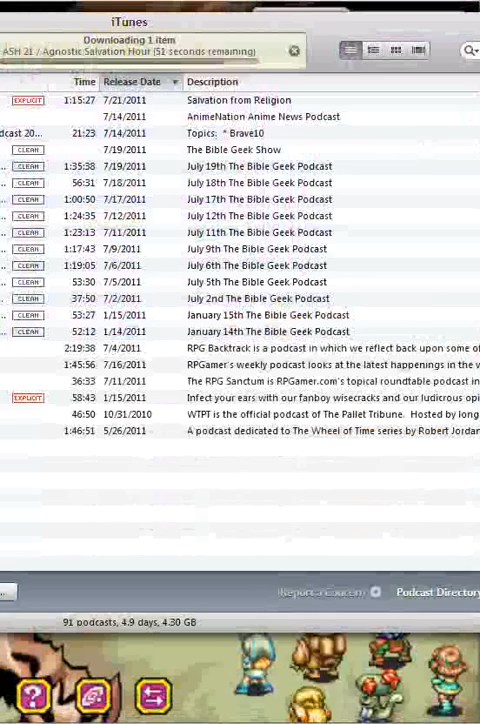 iTunes
Downloading 1 item
ASH 21 / Agnostic Salvation Hour (51 seconds remaining)
Time Release Date Description
EXPLICIT 1:15:27 7/21/2011 Salvation from Religion
7/14/2011 AnimeNation Anime News Podcast
dcast 20... 21:23 7/14/2011 Topics: ^ Brave10
CLEAN 7/19/2011 The Bible Geek Show
... CLEAN 1:35:38 7/19/2011 July 19th The Bible Geek Podcast
... CLEAN 56:31 7/18/2011 July 18th The Bible Geek Podcast
... CLEAN 1:00:50 7/17/2011 July 17th The Bible Geek Podcast
... CLEAN 1:24:35 7/12/2011 July 12th The Bible Geek Podcast
... CLEAN 1:23:13 7/11/2011 July 11th The Bible Geek Podcast
... CLEAN 1:17:43 7/9/2011 July 9th The Bible Geek Podcast
... CLEAN 1:19:05 7/6/2011 July 6th The Bible Geek Podcast
... CLEAN 53:30 7/5/2011 July 5th The Bible Geek Podcast
... CLEAN 37:50 7/2/2011 July 2nd The Bible Geek Podcast
... CLEAN 53:27 1/15/2011 January 15th The Bible Geek Podcast
... CLEAN 52:12 1/14/2011 January 14th The Bible Geek Podcast
2:19:38 7/4/2011 RPG Backtrack is a podcast in which we reflect back upon some of
1:45:56 7/16/2011 RPGamer's weekly podcast looks at the latest happenings in the w
36:33 7/11/2011 The RPG Sanctum is RPGamer.com's topical roundtable podcast in
EXPLICIT 58:43 1/15/2011 Infect your ears with our fanboy wisecracks and our ludicrous opi
46:50 10/31/2010 WTPT is the official podcast of The Pallet Tribune. Hosted by long
1:46:51 5/26/2011 A podcast dedicated to The Wheel of Time series by Robert Jordan
... Report a Concern Podcast Directory
91 podcasts, 4.9 days, 4.30 GB
?